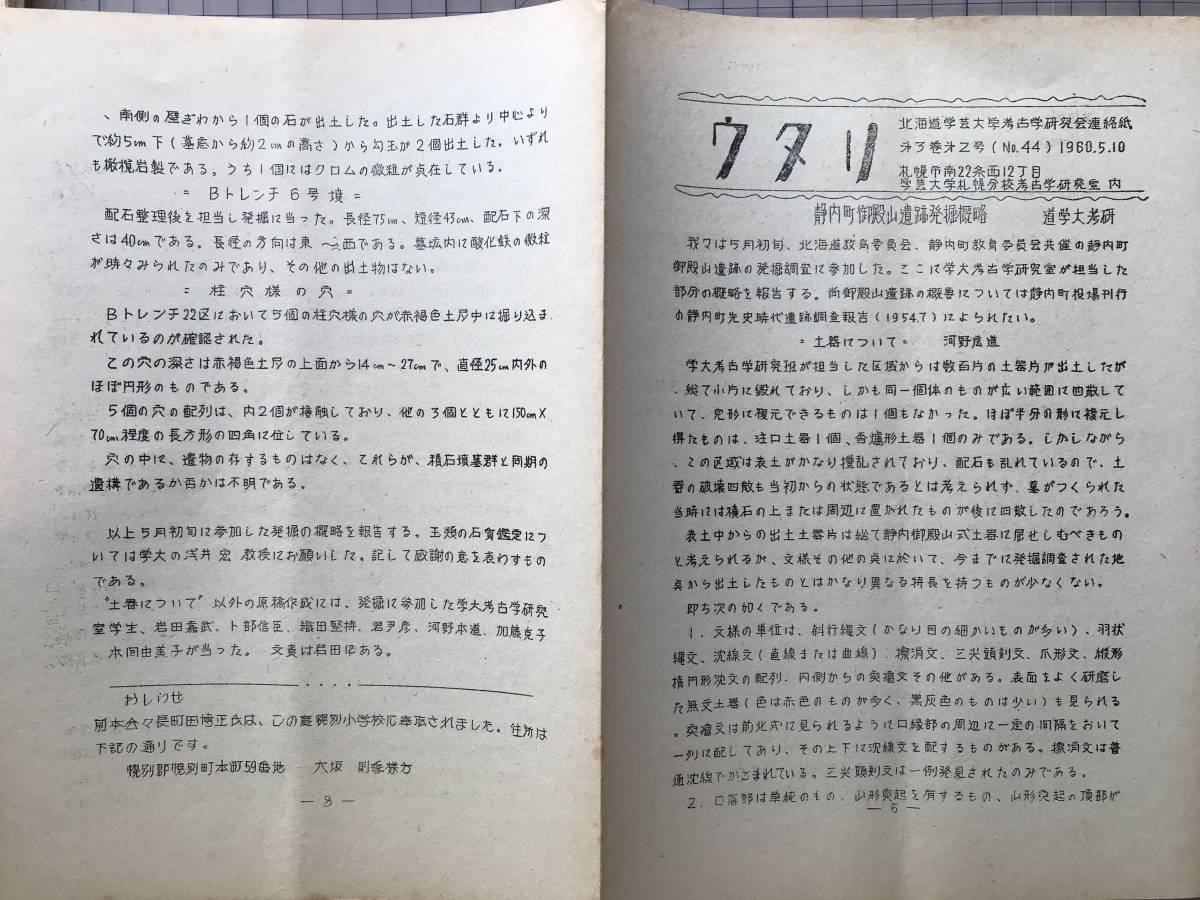 、南側の壁ぎわから1個の石が出土した。出土した石群より中心より
で約5cm下(墓底から約2cmの高さ)から勾玉が2個出土した。いずれ
も橄欖岩製である。うち1個にはクロムの微粒が貞在している。
= Bトレンチ6号墳 =
配石整理後を担当し発掘に当った。長径75cm、短径43cm、配石下の深
さは40cmである。長径の方向は東〜西である。墓坑内に酸化鉄の微粒
が時々みられたのみであり、その他の出土物はない。
= 柱穴様の穴 =
Bトレンチ22区において5個の柱穴様の穴が赤褐色土层中に掘り込ま
れているのが確認された。
この穴の深さは赤褐色土层の上面から14cm~27cmで、直径25cm内外の
ほぼ円形のものである。
5個の穴の配列は、内2個が接触しており、他の3個とともに150cm×
70cm程度の長方形の四角に位している。
穴の中に、遺物の存するものはなく、これらが、積石墳墓群と同期の
遺構であるか否かは不明である。
以上5月初旬に参加した発掘の概略を報告する。玉類の石質鑑定につ
いては学大の浅井 宏 教授にお願いした。記して感謝の意を表わすもの
である。
"土器について"以外の原稿作成には、発掘に参加した学大考古学研究
室学生、岩田嘉武、卜部信臣、織田堅持、君尹彦、河野本道、加藤克子
、本間由美子が当った。 文責は岩田にある。
おしらせ
前本会々長町田博正氏は、この度幌別小学校に奉職されました。住所は
下記の通りです。
幌別郡幌別町本町59番地 大坂 則 様方
— 8 —
ウタリ
北海道学芸大学考古学研究会連絡紙
才3巻才2号(No.44)1960.5.10
札幌市南22条西12丁目
学芸大学札幌分校考古学研究室 内
静内町御殿山遺跡発掘概略 道学大考研
我々は5月初旬、北海道教育委員会、静内町教育委員会共催の静内町
御殿山遺跡の発掘調査に参加した。ここに学大考古学研究室が担当した
部分の概略を報告する。尚御殿山遺跡の概要については静内町役場刊行
の静内町先史時代遺跡調査報告(1954.7)によられたい。
= 土器について = 河野広道
学大考古学研究班が担当した区域からは数百片の土器片が出土したが、
総て小片に毀れており、しかも同一個体のものが広い範囲に四散して
いて、完形に複元できるものは1個もなかった。ほぼ半分の形に複元し
得たものは、注口土器1個、香爐形土器1個のみである。しかしながら
、この区域は表土がかなり攪乱されており、配石も乱れているので、土
器の破壊四散も当初からの状態であるとは考えられず、墓がつくられた
当時には積石の上または周辺に置かれたものが後に四散したのであろう。
表土中からの出土土器片は総て静内御殿山式土器に属せしむべきもの
と考えられるが、文様その他の点に於いて、今までに発掘調査された地
点から出土したものとはかなり異なる特長を持つものが少なくない。
即ち次の如くである。
1. 文様の単位は、斜行縄文(かなり目の細かいものが多い)、羽状
縄文、沈線文(直線または曲線)、擦消文、三尖頭刻文、爪形文、縦形
楕円形沈文の配列、内側からの突瘤文その他がある。表面をよく研磨し
た無文土器(色は赤色のものが多く、黒灰色のものは少い)も見られる
。突瘤文は前北式に見られるように口縁部の周辺に一定の间隔をおいて
一列に配してあり、その上下に沈線文を配するものがある。擦消文は普
通沈線でかこまれている。三尖頭刻文は一例発見されたのみである。
2. 口唇部は単純のもの、山形突起を有するもの、山形突起の頂部が
— 5 —